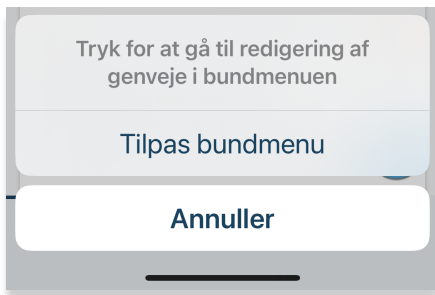 Tryk for at gå til redigering af
genveje i bundmenuen
Tilpas bundmenu
Annuller